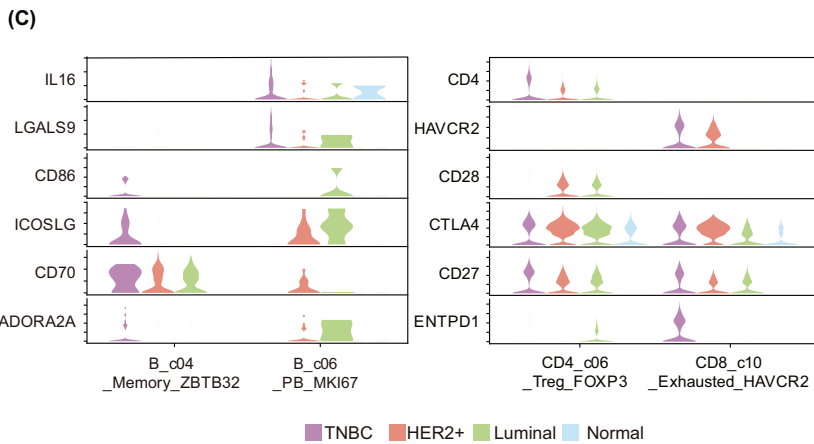 (C)
IL16
LGALS9
CD86
ICOSLG
CD70
ADORA2A
B_c04
_Memory_ZBTB32
B_c06
_PB_MKI67
CD4
HAVCR2
CD28
CTLA4
CD27
ENTPD1
CD4_c06
_Treg_FOXP3
CD8_c10
_Exhausted_HAVCR2
TNBC HER2+ Luminal Normal